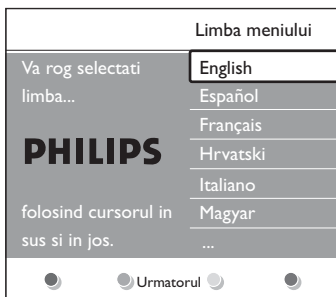 Limba meniului
Va rog selectati
limba...
PHILIPS
folosind cursorul in
sus si in jos.
English
Español
Français
Hrvatski
Italiano
Magyar
...
Urmatorul